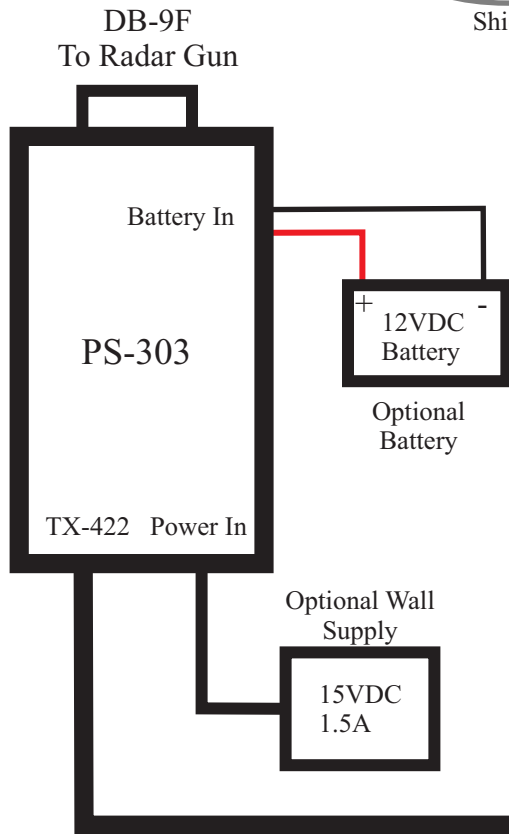 DB-9F
To Radar Gun
Battery In
PS-303
+
-
12VDC
Battery
Optional
Battery
TX-422
Power In
Optional Wall
Supply
15VDC
1.5A